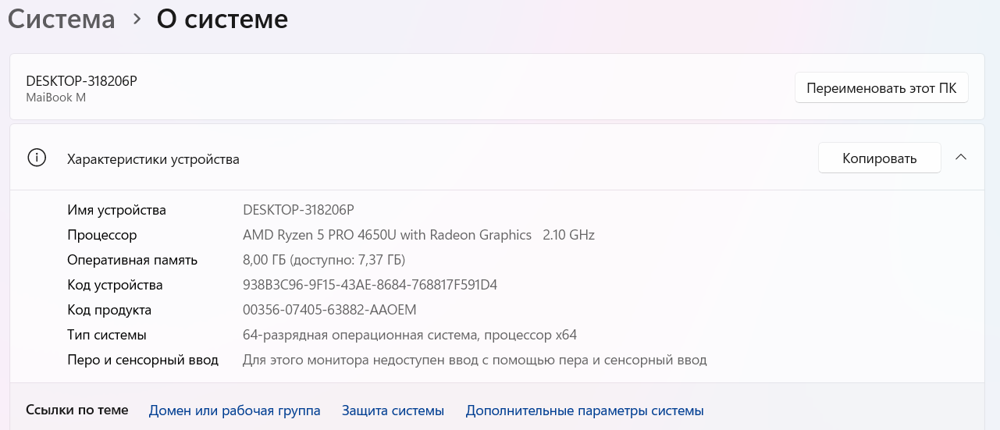 Система > О системе
DESKTOP-318206P
MaiBook M
Переименовать этот ПК
Характеристики устройства
Копировать
Имя устройства DESKTOP-318206P
Процессор AMD Ryzen 5 PRO 4650U with Radeon Graphics 2.10 GHz
Оперативная память 8,00 ГБ (доступно: 7,37 ГБ)
Код устройства 938B3C96-9F15-43AE-8684-768817F591D4
Код продукта 00356-07405-63882-AAOEM
Тип системы 64-разрядная операционная система, процессор x64
Перо и сенсорный ввод Для этого монитора недоступен ввод с помощью пера и сенсорный ввод
Ссылки по теме Домен или рабочая группа Защита системы Дополнительные параметры системы